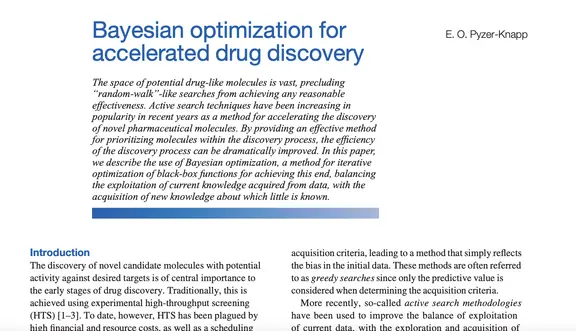 Bayesian optimization for
accelerated drug discovery
E. O. Pyzer-Knapp
The space of potential drug-like molecules is vast, precluding
“random-walk”-like searches from achieving any reasonable
effectiveness. Active search techniques have been increasing in
popularity in recent years as a method for accelerating the discovery
of novel pharmaceutical molecules. By providing an effective method
for prioritizing molecules within the discovery process, the efficiency
of the discovery process can be dramatically improved. In this paper,
we describe the use of Bayesian optimization, a method for iterative
optimization of black-box functions for achieving this end, balancing
the exploitation of current knowledge acquired from data, with the
acquisition of new knowledge about which little is known.
Introduction
The discovery of novel candidate molecules with potential
activity against desired targets is of central importance to
the early stages of drug discovery. Traditionally, this is
achieved using experimental high-throughput screening
(HTS) [1–3]. To date, however, HTS has been plagued by
high financial and resource costs, as well as a scheduling
acquisition criteria, leading to a method that simply reflects
the bias in the initial data. These methods are often referred
to as greedy searches since only the predictive value is
considered when determining the acquisition criteria.
More recently, so-called active search methodologies
have been used to improve the balance of exploitation
of current data, with the exploration and acquisition of